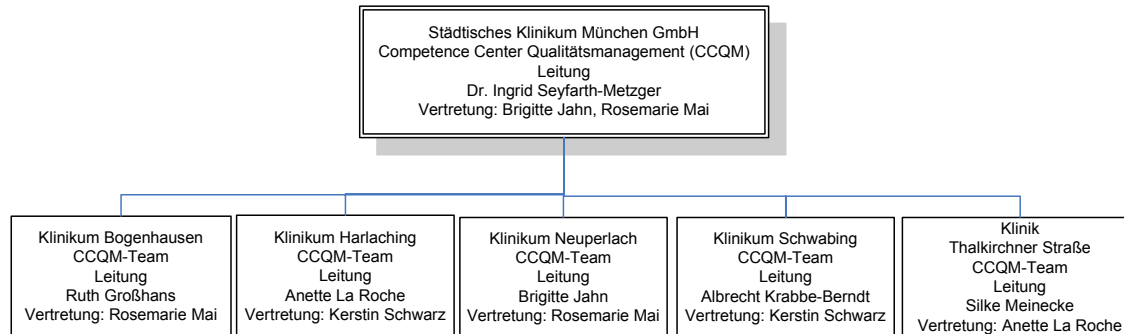 Städtisches Klinikum München GmbH
Competence Center Qualitätsmanagement (CCQM)
Leitung
Dr. Ingrid Seyfarth-Metzger
Vertretung: Brigitte Jahn, Rosemarie Mai
Klinikum Bogenhausen
CCQM-Team
Leitung
Ruth Großhans
Vertretung: Rosemarie Mai
Klinikum Harlaching
CCQM-Team
Leitung
Anette La Roche
Vertretung: Kerstin Schwarz
Klinikum Neuperlach
CCQM-Team
Leitung
Brigitte Jahn
Vertretung: Rosemarie Mai
Klinikum Schwabing
CCQM-Team
Leitung
Albrecht Krabbe-Berndt
Vertretung: Kerstin Schwarz
Klinik
Thalkirchner Straße
CCQM-Team
Leitung
Silke Meinecke
Vertretung: Anette La Roche